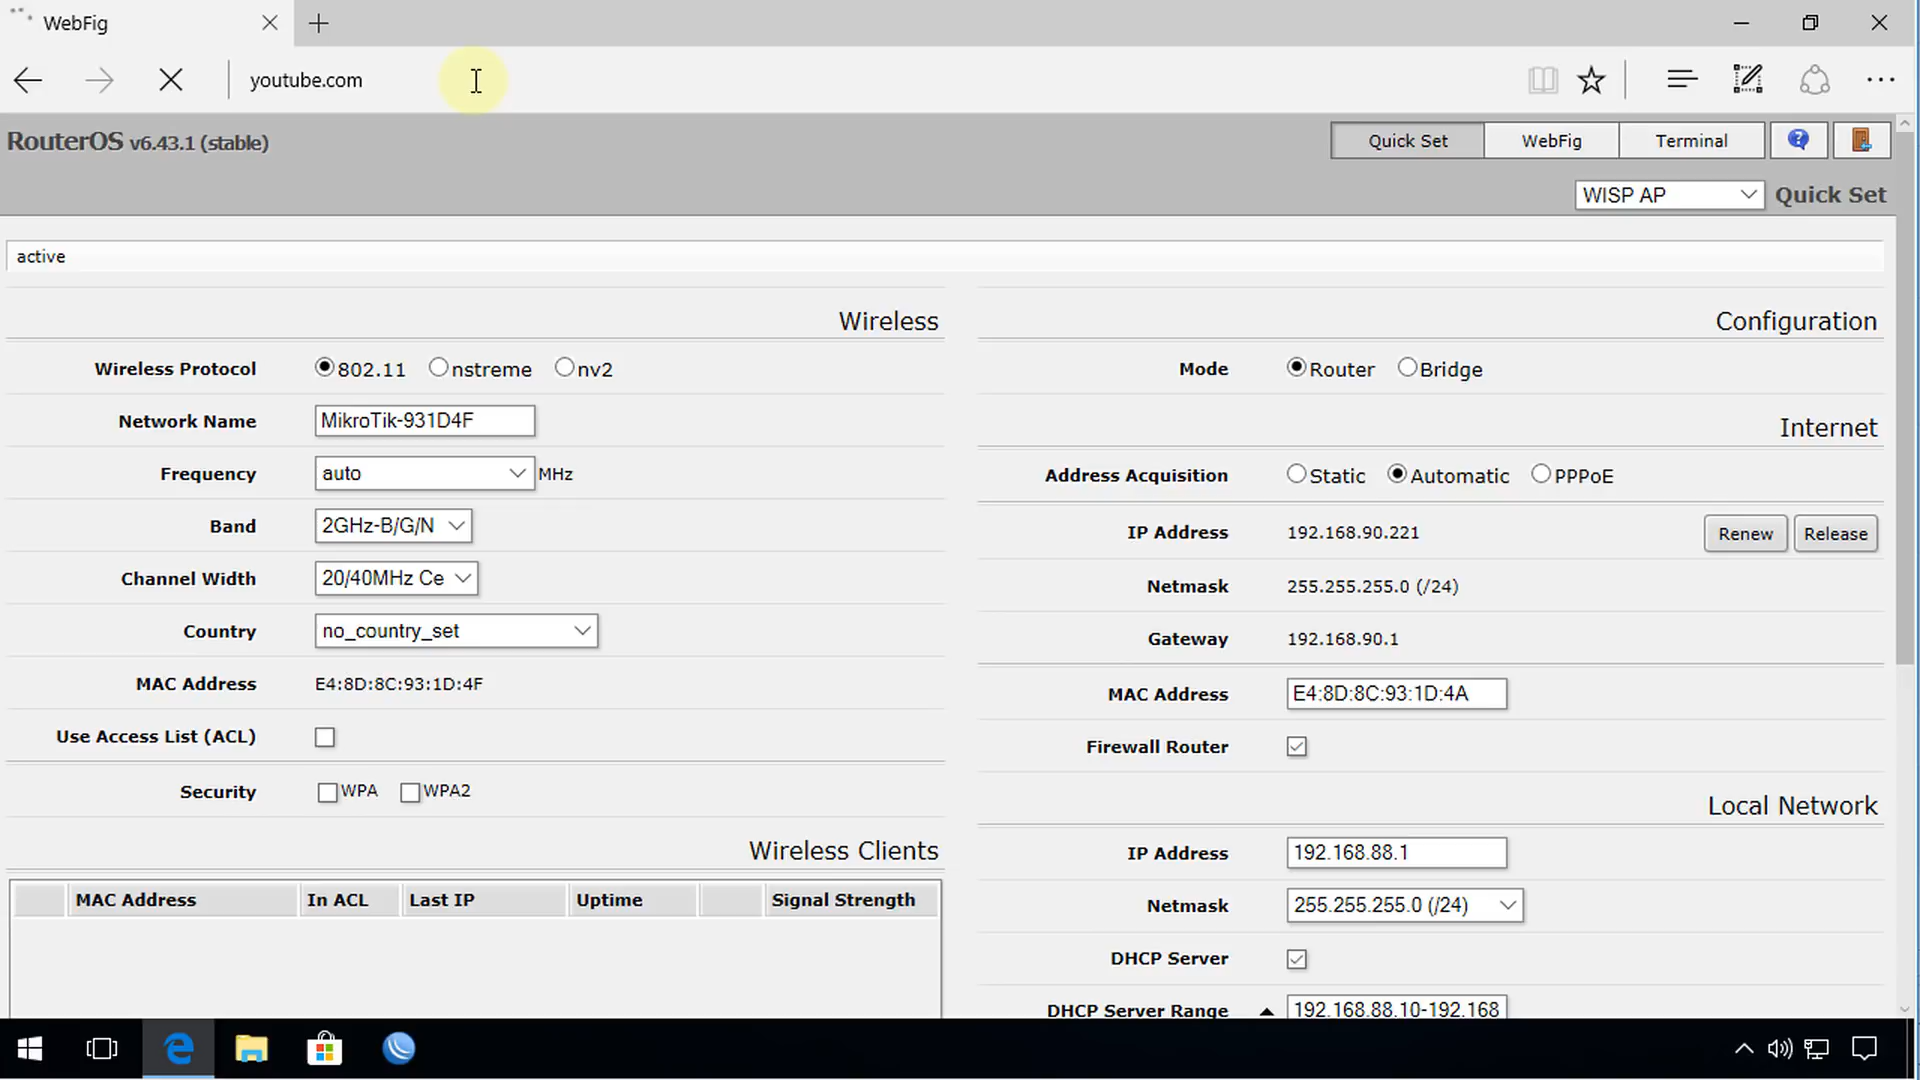 WebFig
youtube.com
RouterOS v6.43.1 (stable)
Quick Set
WebFig
Terminal
WISP AP
Quick Set
active
Wireless
Wireless Protocol
802.11
nstreme
nv2
Network Name
MikroTik-931D4F
Frequency
auto
MHz
Band
2GHz-B/G/N
Channel Width
20/40MHz Ce
Country
no_country_set
MAC Address
E4:8D:8C:93:1D:4F
Use Access List (ACL)
Security
WPA
WPA2
Wireless Clients
MAC Address
In ACL
Last IP
Uptime
Signal Strength
Configuration
Mode
Router
Bridge
Internet
Address Acquisition
Static
Automatic
PPPoE
IP Address
192.168.90.221
Renew
Release
Netmask
255.255.255.0 (/24)
Gateway
192.168.90.1
MAC Address
E4:8D:8C:93:1D:4A
Firewall Router
Local Network
IP Address
192.168.88.1
Netmask
255.255.255.0 (/24)
DHCP Server
DHCP Server Range
192.168.88.10-192.168